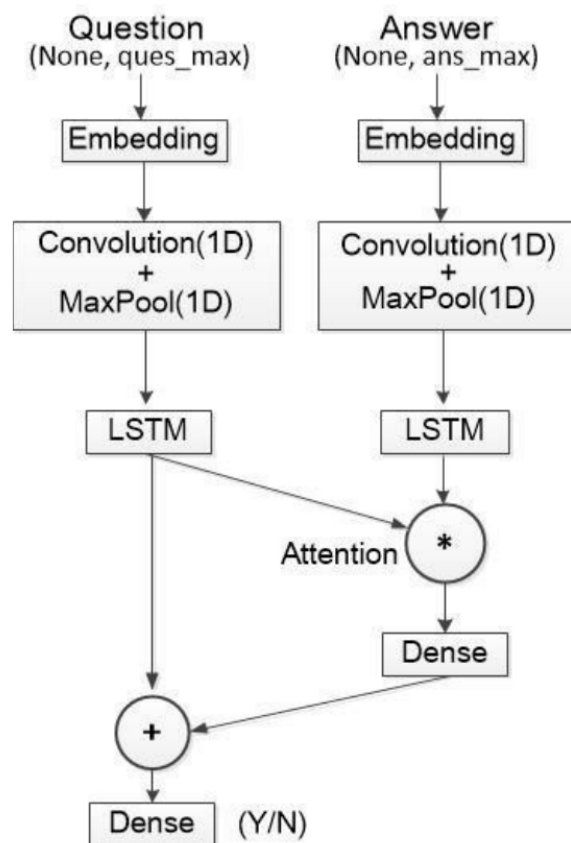 Question
(None, ques_max)
Answer
(None, ans_max)
Embedding
Embedding
Convolution(1D)
+
MaxPool(1D)
Convolution(1D)
+
MaxPool(1D)
LSTM
LSTM
Attention
*
Dense
+
Dense
(Y/N)